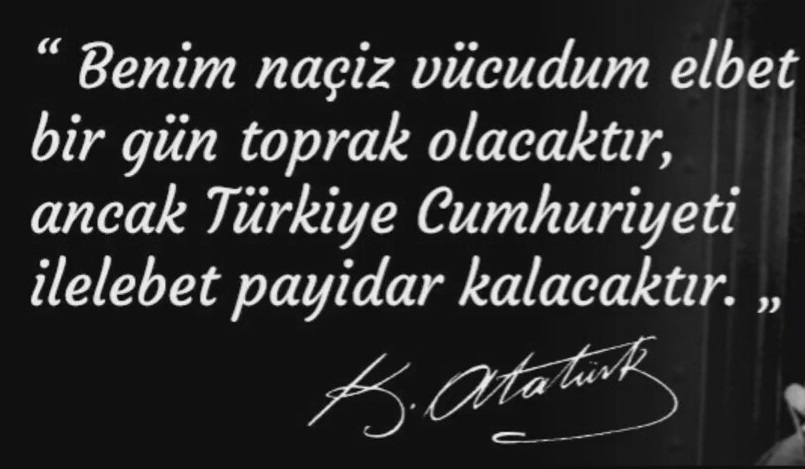 “ Benim naçiz vücudum elbet
bir gün toprak olacaktır,
ancak Türkiye Cumhuriyeti
ilelebet payidar kalacaktır. „
K. Atatürk